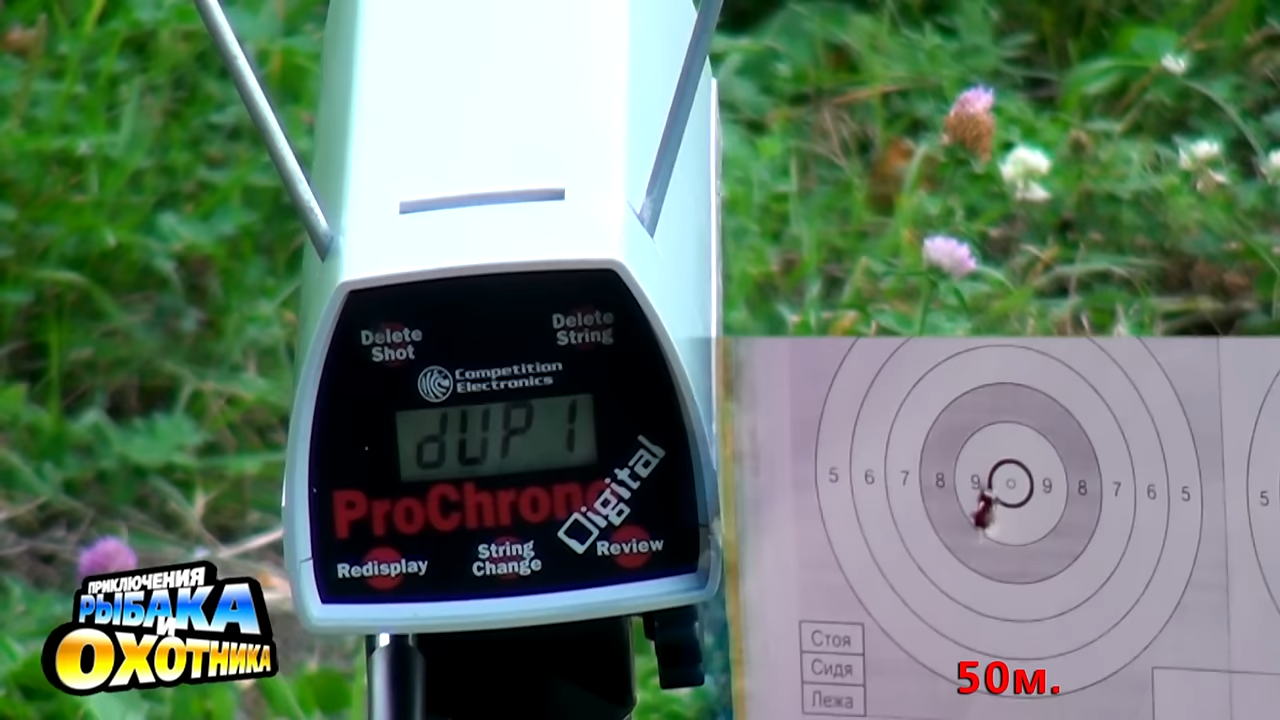 Delete
Shot
Delete
String
Competition
Electronics
dUP 1
ProChrono
Digital
Redisplay
String
Change
Review
5 6 7 8 9 9 8 7 6 5
5
Стоя
Сидя
Лежа
50м.
ПРИКЛЮЧЕНИЯ
РЫБАКА
И
ОХОТНИКА